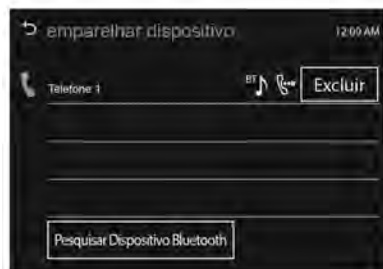 emparelhar dispositivo 12:00 AM
Telefone 1 BT Excluir
Pesquisar Dispositivo Bluetooth